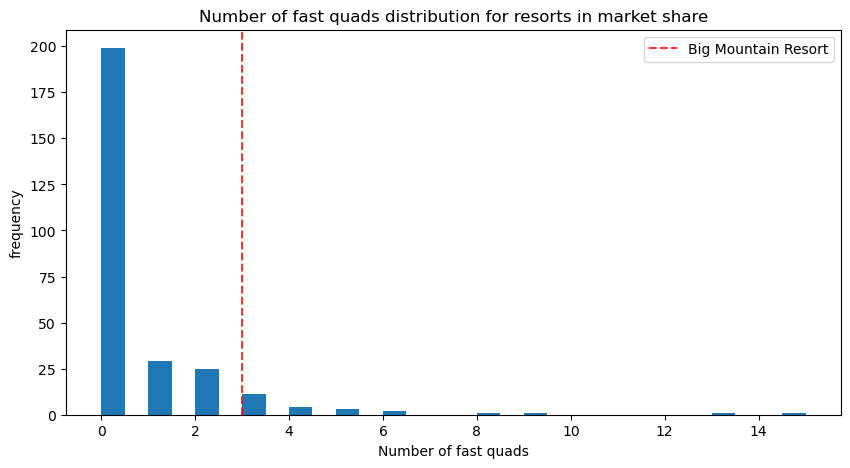 Number of fast quads distribution for resorts in market share
Big Mountain Resort
frequency
200
175
150
125
100
75
50
25
0
0 2 4 6 8 10 12 14
Number of fast quads